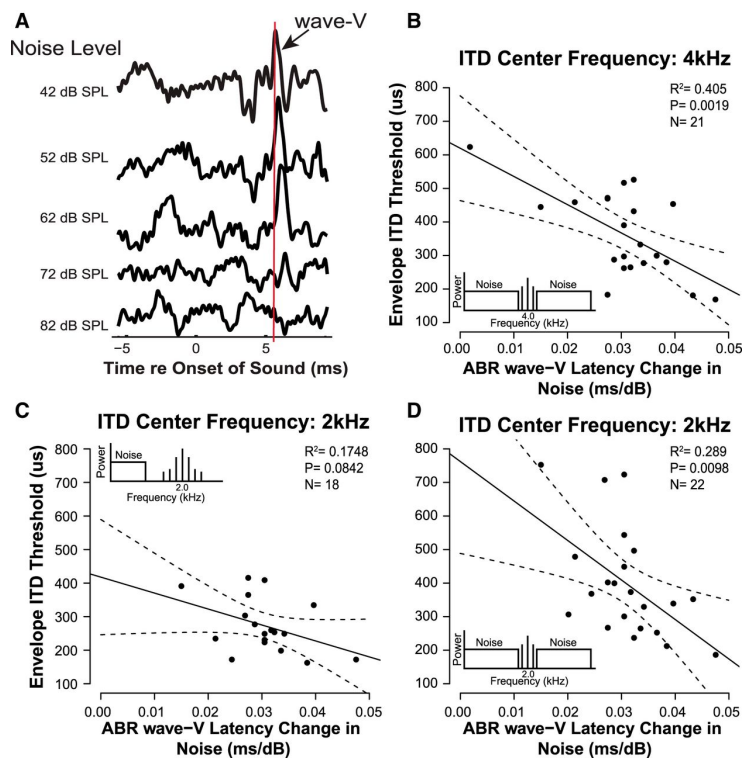 A
wave-V
Noise Level
42 dB SPL
52 dB SPL
62 dB SPL
72 dB SPL
82 dB SPL
−5 0 5
Time re Onset of Sound (ms)
B
ITD Center Frequency: 4kHz
R²= 0.405
P= 0.0019
N= 21
Envelope ITD Threshold (us)
800
700
600
500
400
300
200
100
Power
Noise Noise
4.0
Frequency (kHz)
0.00 0.01 0.02 0.03 0.04 0.05
ABR wave−V Latency Change in
Noise (ms/dB)
C
ITD Center Frequency: 2kHz
R²= 0.1748
P= 0.0842
N= 18
Envelope ITD Threshold (us)
800
700
600
500
400
300
200
100
Power
Noise
2.0
Frequency (kHz)
0.00 0.01 0.02 0.03 0.04 0.05
ABR wave−V Latency Change in
Noise (ms/dB)
D
ITD Center Frequency: 2kHz
R²= 0.289
P= 0.0098
N= 22
800
700
600
500
400
300
200
100
Power
Noise Noise
2.0
Frequency (kHz)
0.00 0.01 0.02 0.03 0.04 0.05
ABR wave−V Latency Change in
Noise (ms/dB)